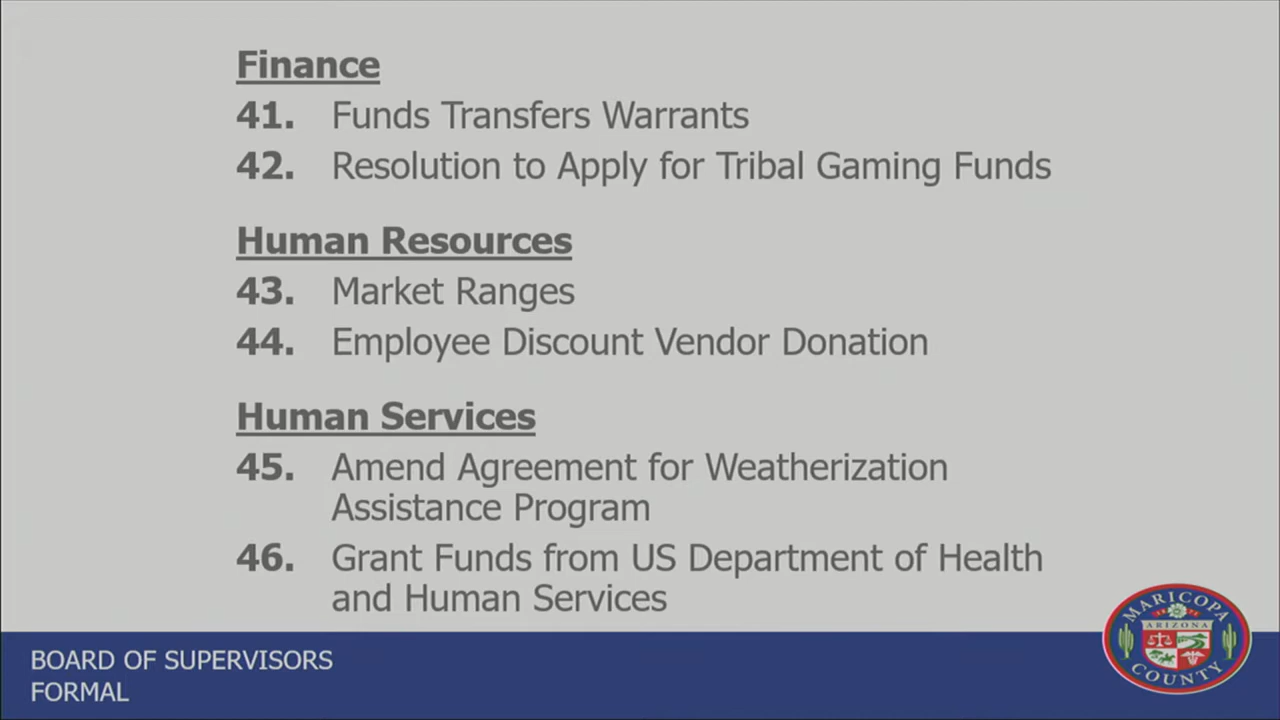 Finance
41. Funds Transfers Warrants
42. Resolution to Apply for Tribal Gaming Funds
Human Resources
43. Market Ranges
44. Employee Discount Vendor Donation
Human Services
45. Amend Agreement for Weatherization
Assistance Program
46. Grant Funds from US Department of Health
and Human Services
BOARD OF SUPERVISORS
FORMAL
MARICOPA
ARIZONA
COUNTY